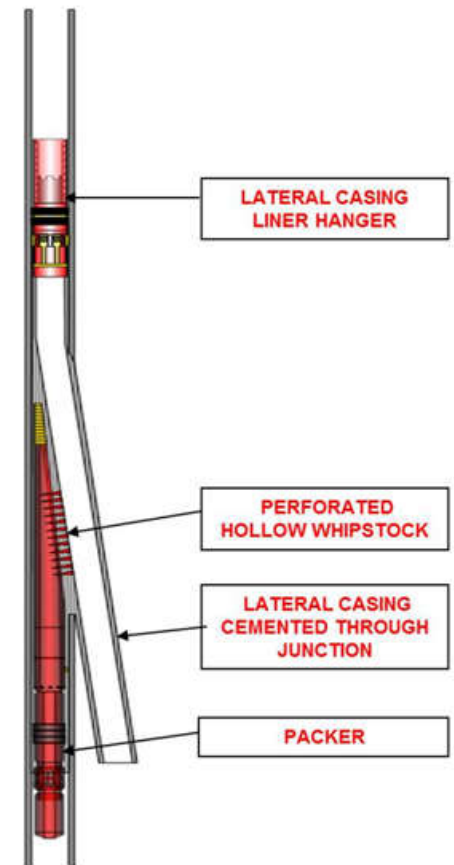 LATERAL CASING
LINER HANGER
PERFORATED
HOLLOW WHIPSTOCK
LATERAL CASING
CEMENTED THROUGH
JUNCTION
PACKER